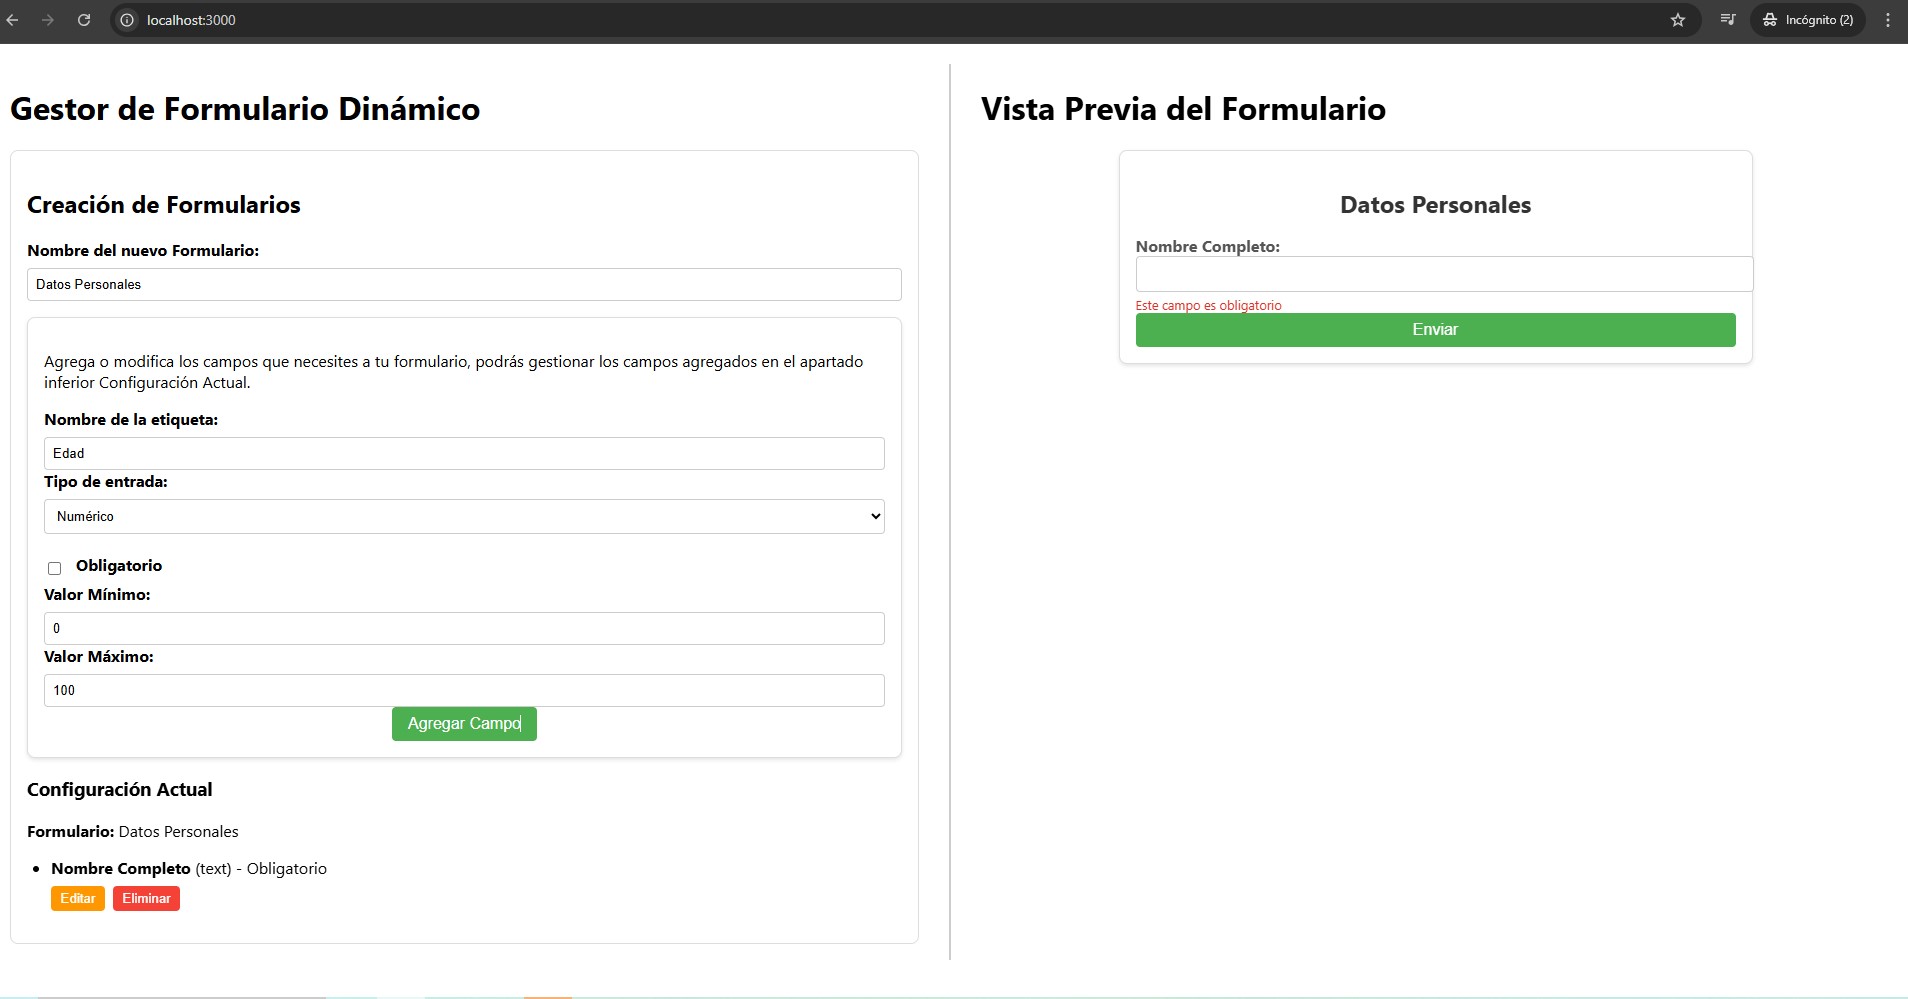 localhost:3000
Incógnito (2)
Gestor de Formulario Dinámico
Creación de Formularios
Nombre del nuevo Formulario:
Datos Personales
Agrega o modifica los campos que necesites a tu formulario, podrás gestionar los campos agregados en el apartado
inferior Configuración Actual.
Nombre de la etiqueta:
Edad
Tipo de entrada:
Numérico
Obligatorio
Valor Mínimo:
0
Valor Máximo:
100
Agregar Campo
Configuración Actual
Formulario: Datos Personales
Nombre Completo (text) - Obligatorio
Editar
Eliminar
Vista Previa del Formulario
Datos Personales
Nombre Completo:
Este campo es obligatorio
Enviar